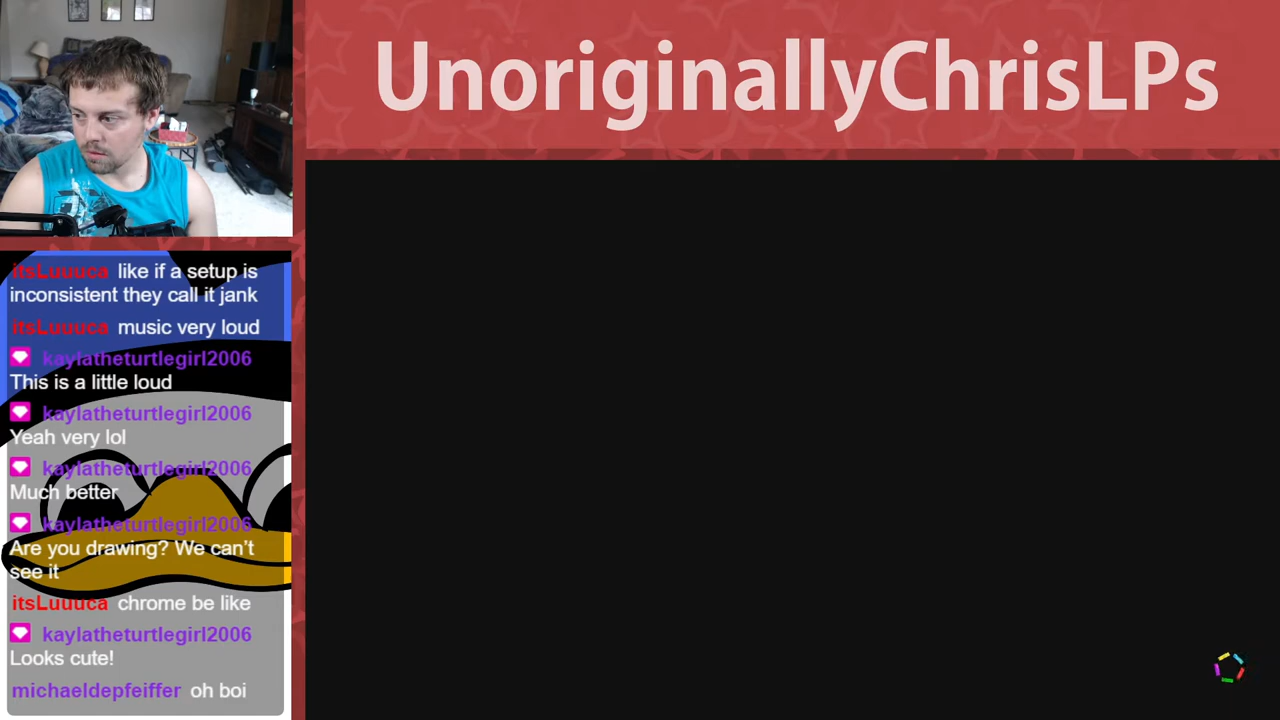 UnoriginallyChrisLPs
itsLuuuca like if a setup is
inconsistent they call it jank
itsLuuuca music very loud
kaylatheturtlegirl2006
This is a little loud
kaylatheturtlegirl2006
Yeah very lol
kaylatheturtlegirl2006
Much better
kaylatheturtlegirl2006
Are you drawing? We can't
see it
itsLuuuca chrome be like
kaylatheturtlegirl2006
Looks cute!
michaeldepfeiffer oh boi